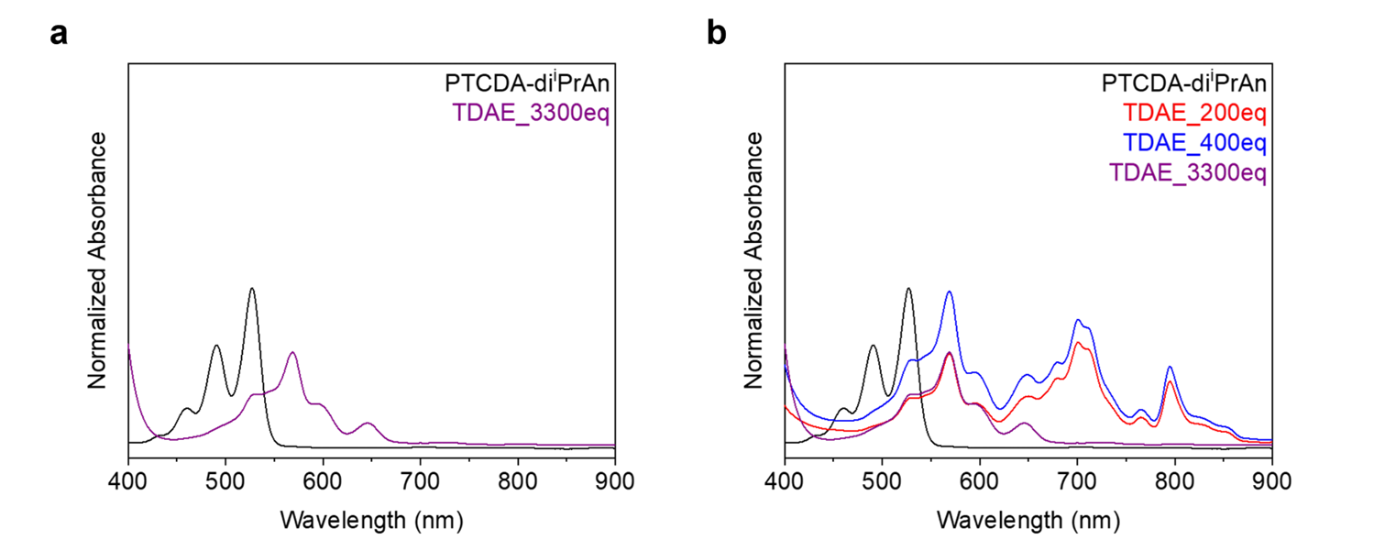 a
PTCDA-diⁱPrAn
TDAE_3300eq
Normalized Absorbance
400 500 600 700 800 900
Wavelength (nm)
b
PTCDA-diⁱPrAn
TDAE_200eq
TDAE_400eq
TDAE_3300eq
Normalized Absorbance
400 500 600 700 800 900
Wavelength (nm)